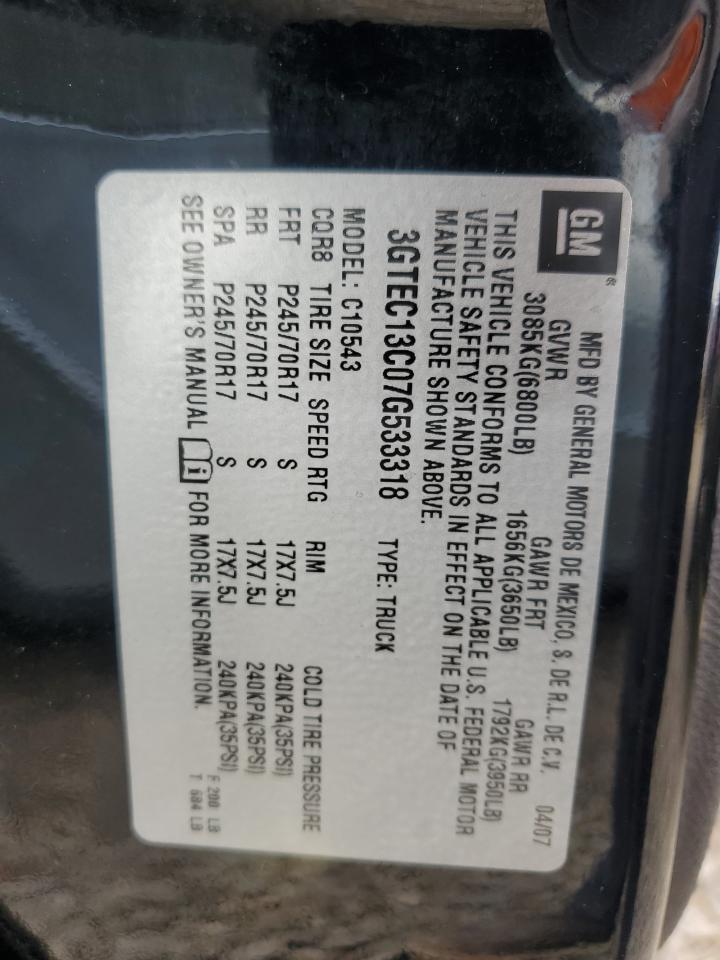 GM®
MFD BY GENERAL MOTORS DE MEXICO, S. DE R.L. DE C.V. 04/07
GVWR GAWR FRT GAWR RR
3085KG(6800LB) 1656KG(3650LB) 1792KG(3950LB)
THIS VEHICLE CONFORMS TO ALL APPLICABLE U.S. FEDERAL MOTOR
VEHICLE SAFETY STANDARDS IN EFFECT ON THE DATE OF
MANUFACTURE SHOWN ABOVE.
3GTEC13C07G533318 TYPE: TRUCK
MODEL: C10543
CQR8 TIRE SIZE SPEED RTG RIM COLD TIRE PRESSURE
FRT P245/70R17 S 17X7.5J 240KPA(35PSI)
RR P245/70R17 S 17X7.5J 240KPA(35PSI)
SPA P245/70R17 S 17X7.5J 240KPA(35PSI)
SEE OWNER'S MANUAL i FOR MORE INFORMATION.
F 200 LB
T 684 LB